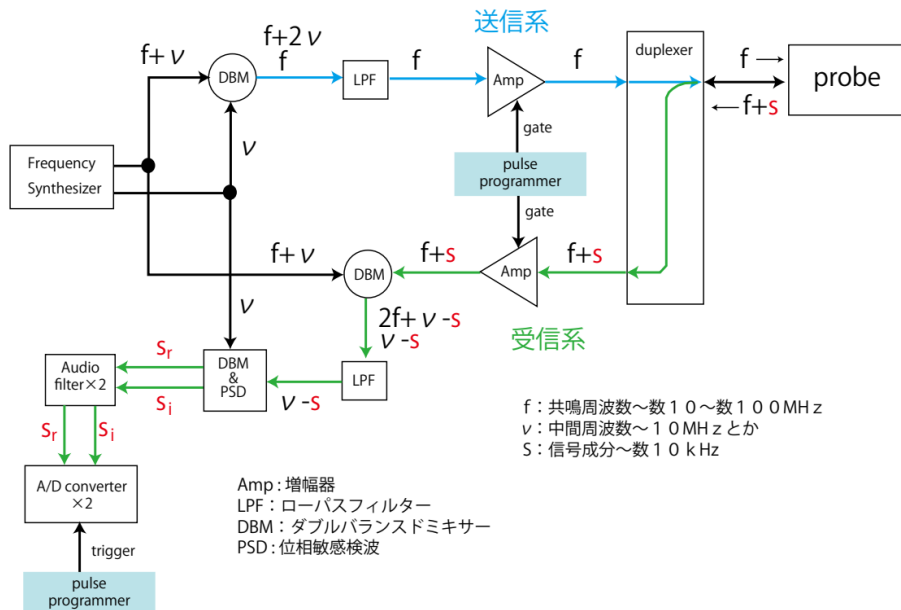 送信系
f+2ν
f+ν
f
DBM
LPF
f
Amp
f
duplexer
f →
probe
← f+s
gate
ν
Frequency
Synthesizer
pulse
programmer
gate
f+ν
DBM
f+s
Amp
f+s
ν
2f+ν-s
ν-s
受信系
Audio
filter×2
sr
si
DBM
&
PSD
ν-s
LPF
sr
si
f：共鳴周波数～数１０～数１００MHz
ν：中間周波数～１０MHzとか
S：信号成分～数１０kHz
A/D converter
×2
Amp : 増幅器
LPF：ローパスフィルター
DBM：ダブルバランスドミキサー
PSD : 位相敏感検波
trigger
pulse
programmer